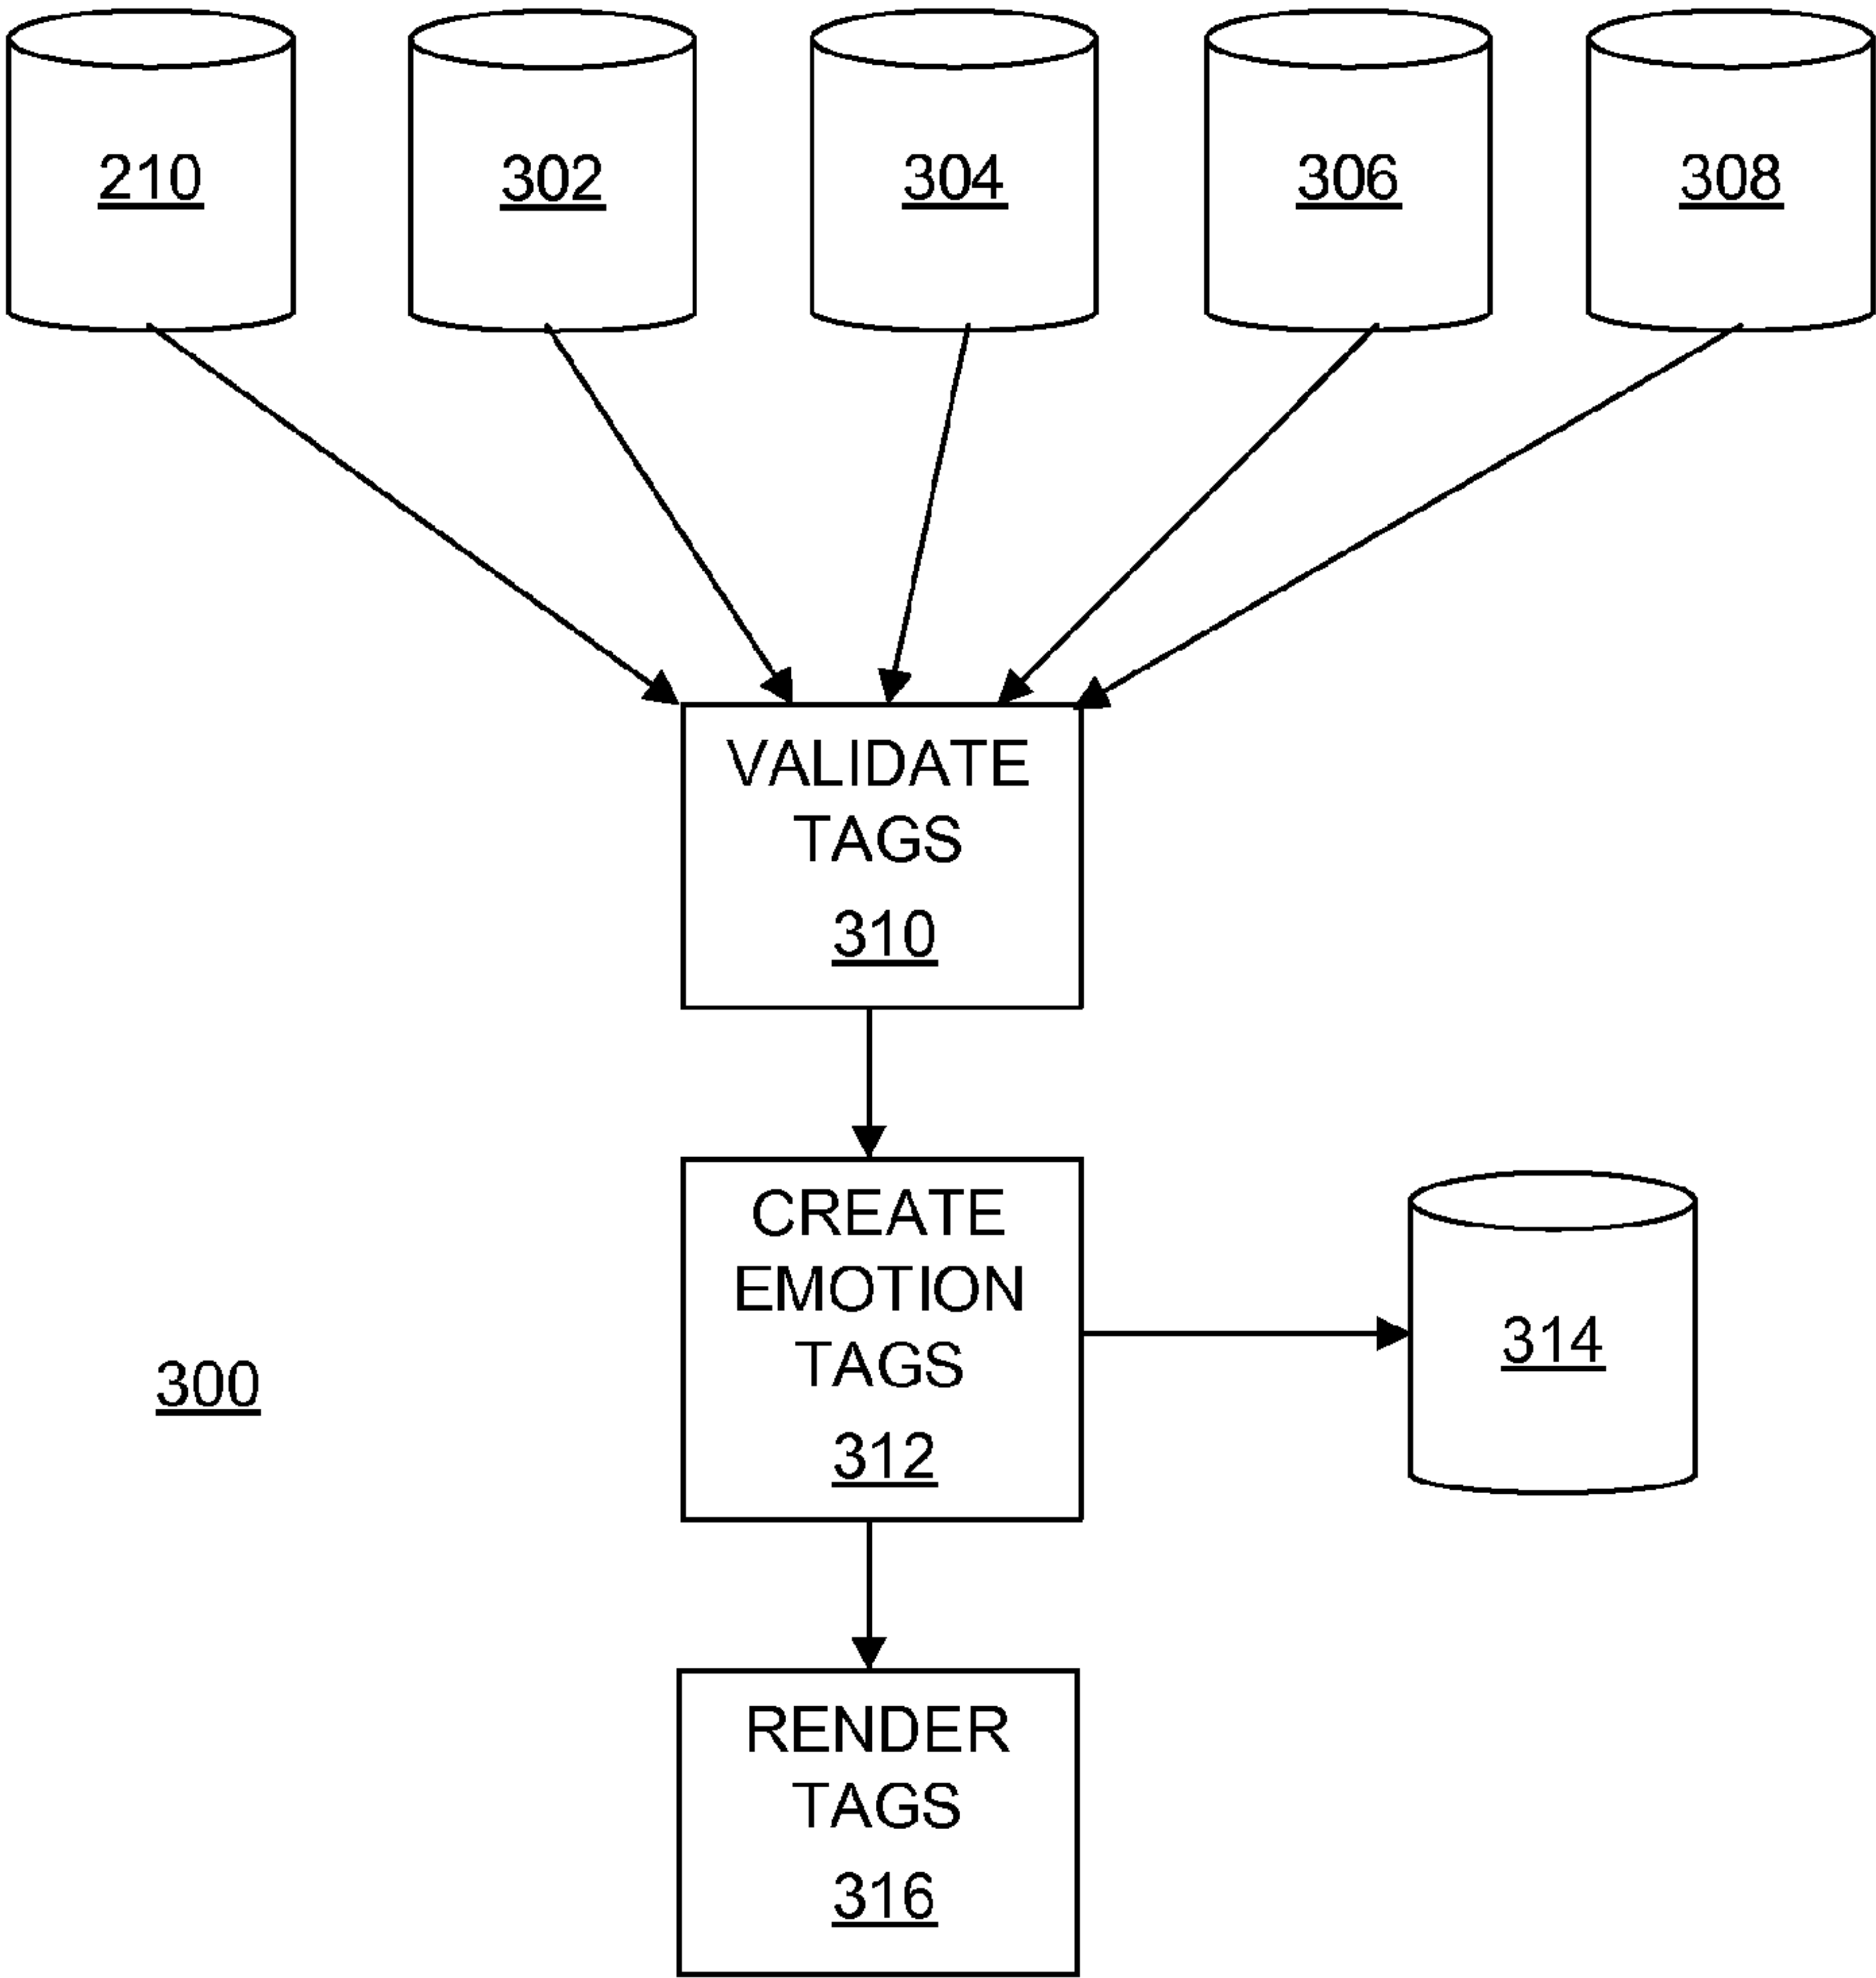 210
302
304
306
308
VALIDATE
TAGS
310
CREATE
EMOTION
TAGS
312
314
300
RENDER
TAGS
316